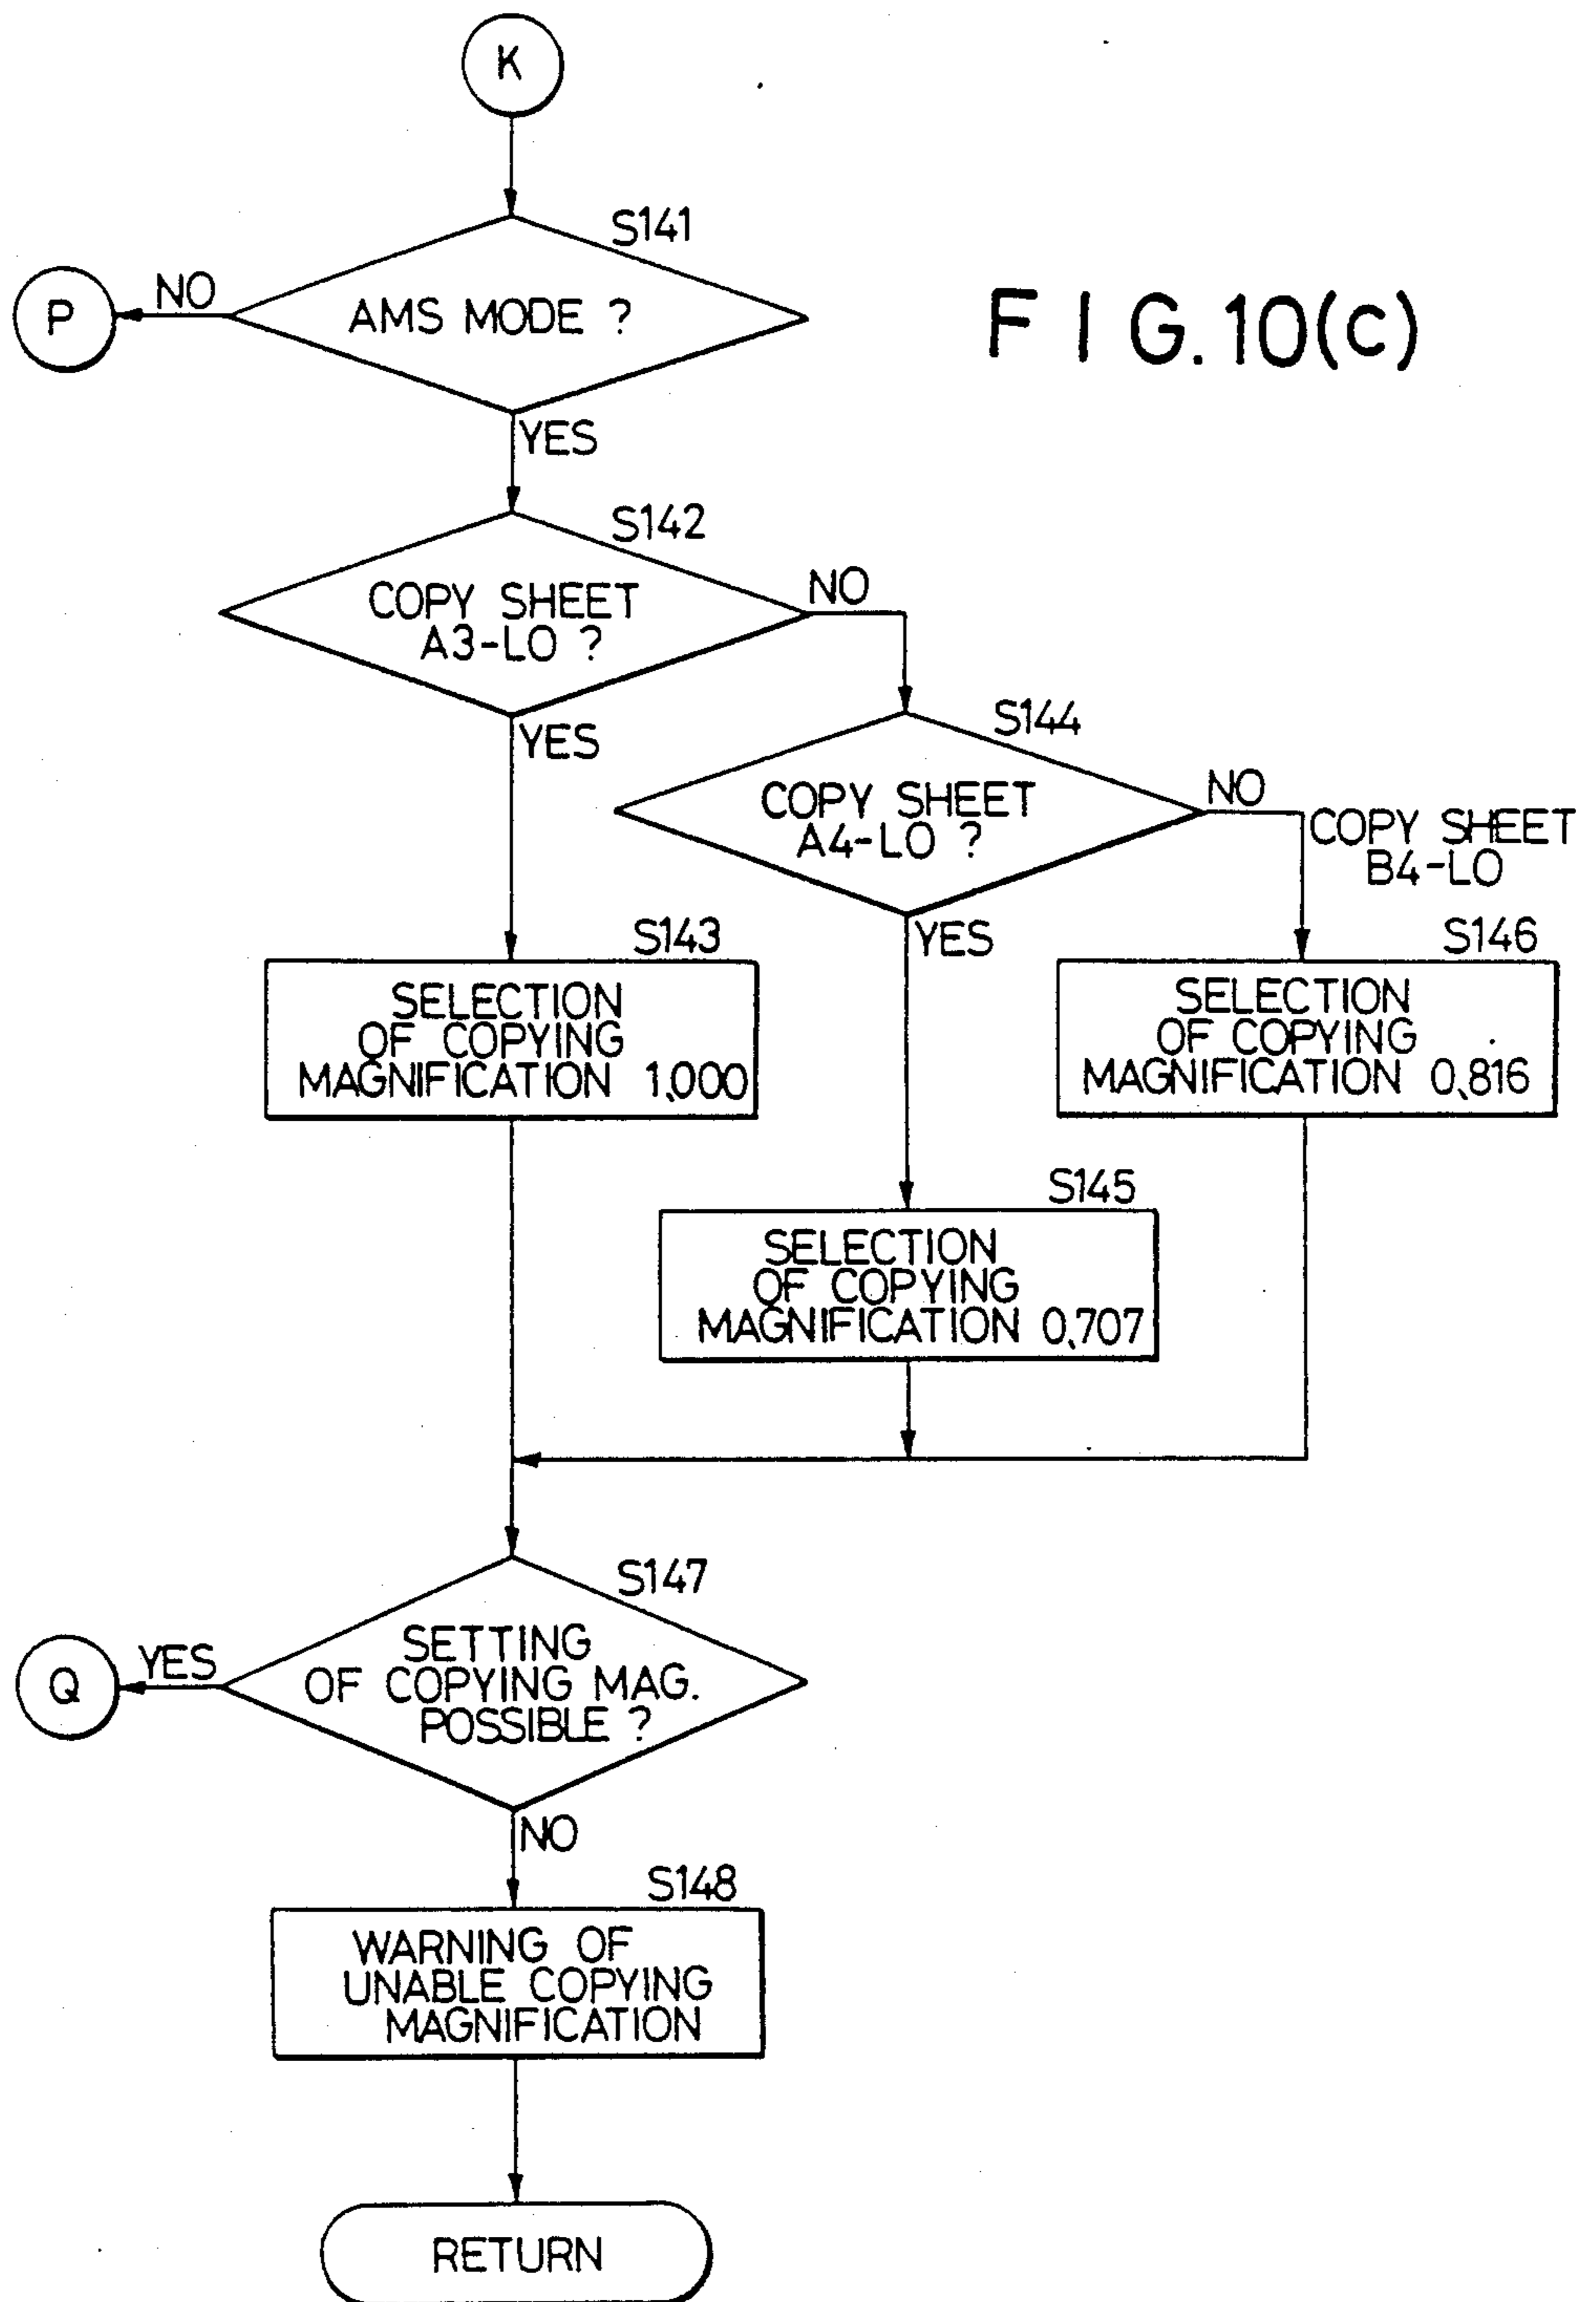 K
S141
P
NO
AMS MODE ?
F I G.10(c)
YES
S142
COPY SHEET
A3-LO ?
NO
YES
S144
COPY SHEET
A4-LO ?
NO
COPY SHEET
B4-LO
YES
S143
SELECTION
OF COPYING
MAGNIFICATION 1,000
S146
SELECTION
OF COPYING
MAGNIFICATION 0,816
S145
SELECTION
OF COPYING
MAGNIFICATION 0,707
S147
Q
YES
SETTING
OF COPYING MAG.
POSSIBLE ?
NO
S148
WARNING OF
UNABLE COPYING
MAGNIFICATION
RETURN